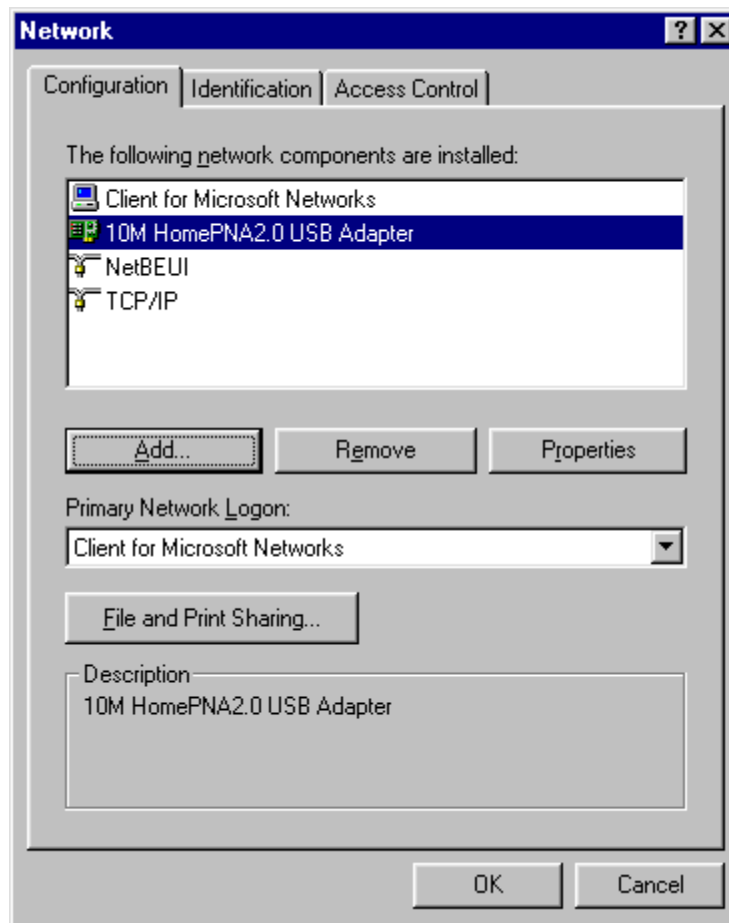 Network
Configuration Identification Access Control
The following network components are installed:
Client for Microsoft Networks
10M HomePNA2.0 USB Adapter
NetBEUI
TCP/IP
Add... Remove Properties
Primary Network Logon:
Client for Microsoft Networks
File and Print Sharing...
Description
10M HomePNA2.0 USB Adapter
OK Cancel